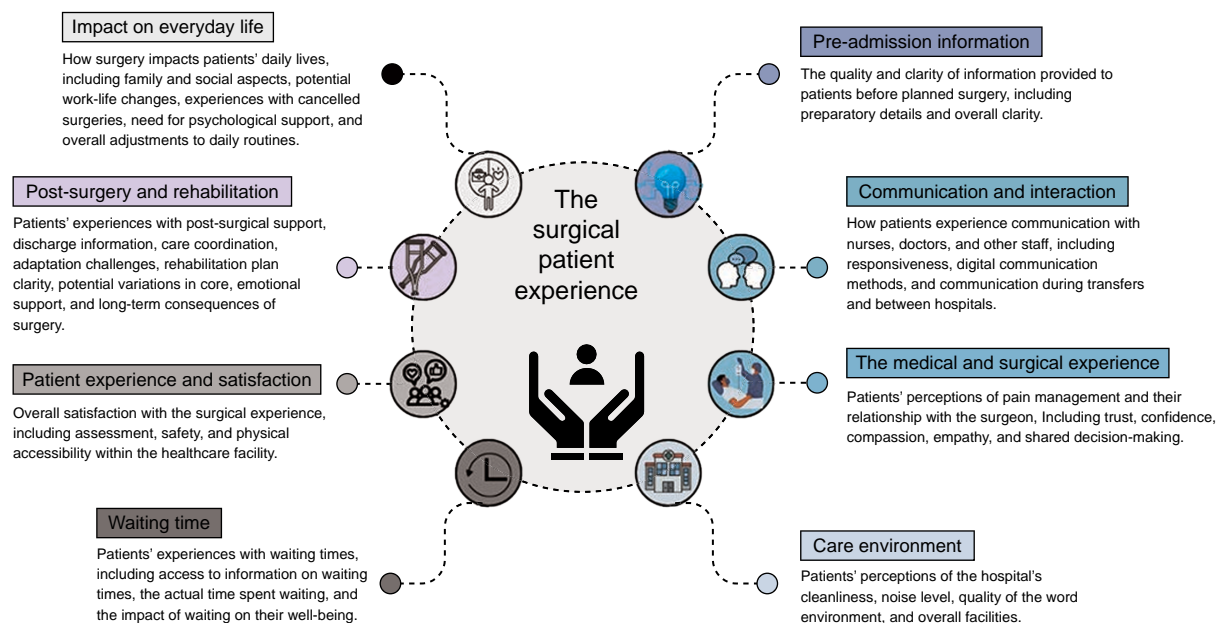 The
surgical
patient
experience
Impact on everyday life
How surgery impacts patients’ daily lives,
including family and social aspects, potential
work-life changes, experiences with cancelled
surgeries, need for psychological support, and
overall adjustments to daily routines.
Post-surgery and rehabilitation
Patients’ experiences with post-surgical support,
discharge information, care coordination,
adaptation challenges, rehabilitation plan
clarity, potential variations in core, emotional
support, and long-term consequences of
surgery.
Patient experience and satisfaction
Overall satisfaction with the surgical experience,
including assessment, safety, and physical
accessibility within the healthcare facility.
Waiting time
Patients’ experiences with waiting times,
including access to information on waiting
times, the actual time spent waiting, and
the impact of waiting on their well-being.
Pre-admission information
The quality and clarity of information provided to
patients before planned surgery, including
preparatory details and overall clarity.
Communication and interaction
How patients experience communication with
nurses, doctors, and other staff, including
responsiveness, digital communication
methods, and communication during transfers
and between hospitals.
The medical and surgical experience
Patients’ perceptions of pain management and their
relationship with the surgeon, Including trust, confidence,
compassion, empathy, and shared decision-making.
Care environment
Patients’ perceptions of the hospital’s
cleanliness, noise level, quality of the word
environment, and overall facilities.